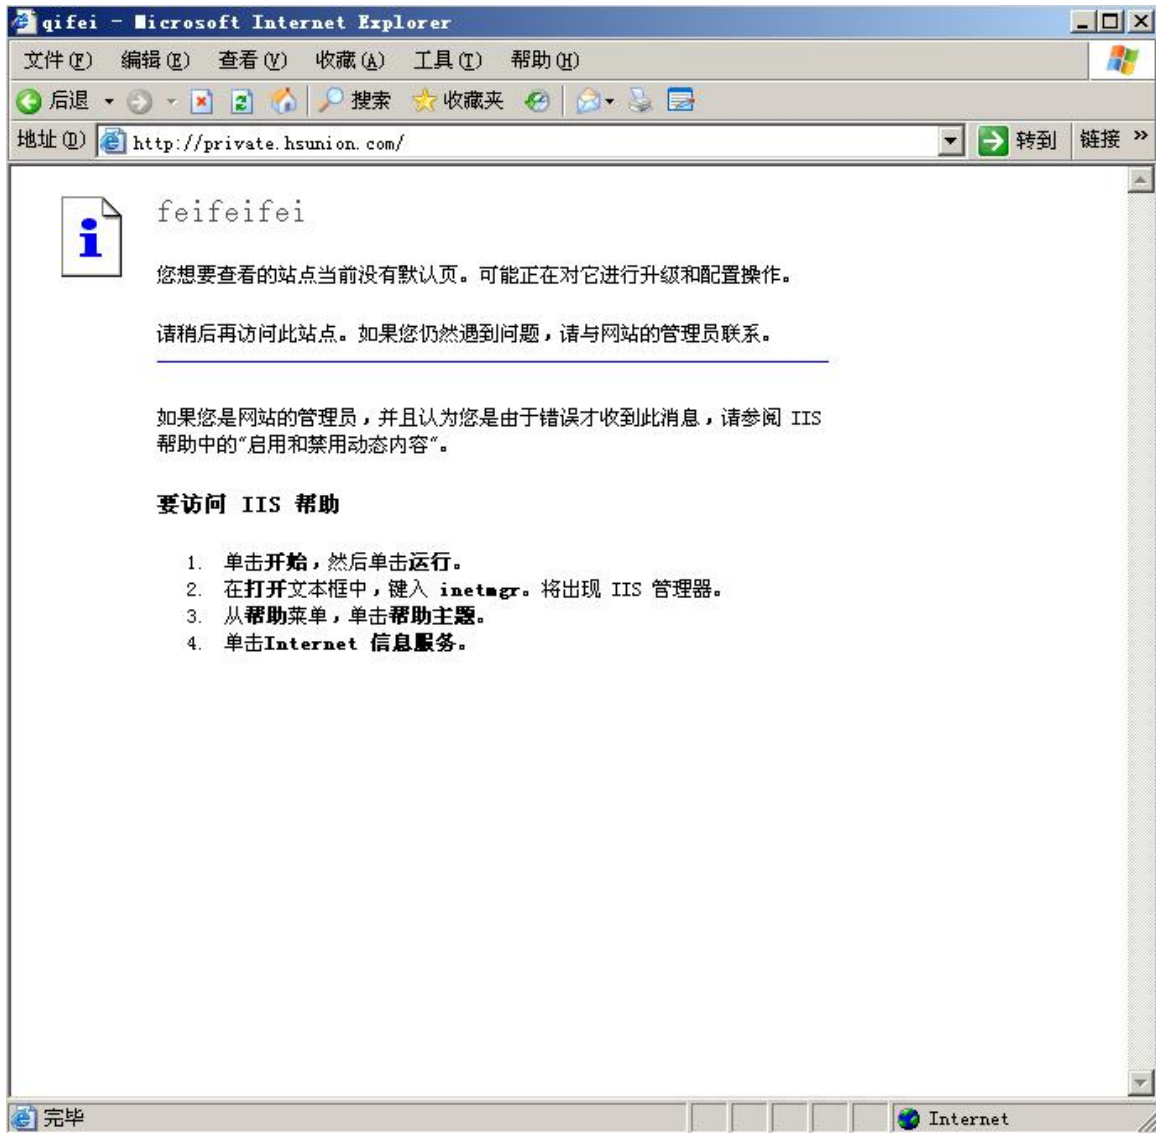 qifei - Microsoft Internet Explorer
文件(F) 编辑(E) 查看(V) 收藏(A) 工具(T) 帮助(H)
后退 搜索 收藏夹
地址(D) http://private.hsunion.com/ 转到 链接 »
feifeifei
您想要查看的站点当前没有默认页。可能正在对它进行升级和配置操作。
请稍后再访问此站点。如果您仍然遇到问题，请与网站的管理员联系。
如果您是网站的管理员，并且认为您是由于错误才收到此消息，请参阅 IIS
帮助中的“启用和禁用动态内容”。
要访问 IIS 帮助
1. 单击开始，然后单击运行。
2. 在打开文本框中，键入 inetmgr。将出现 IIS 管理器。
3. 从帮助菜单，单击帮助主题。
4. 单击Internet 信息服务。
完毕 Internet